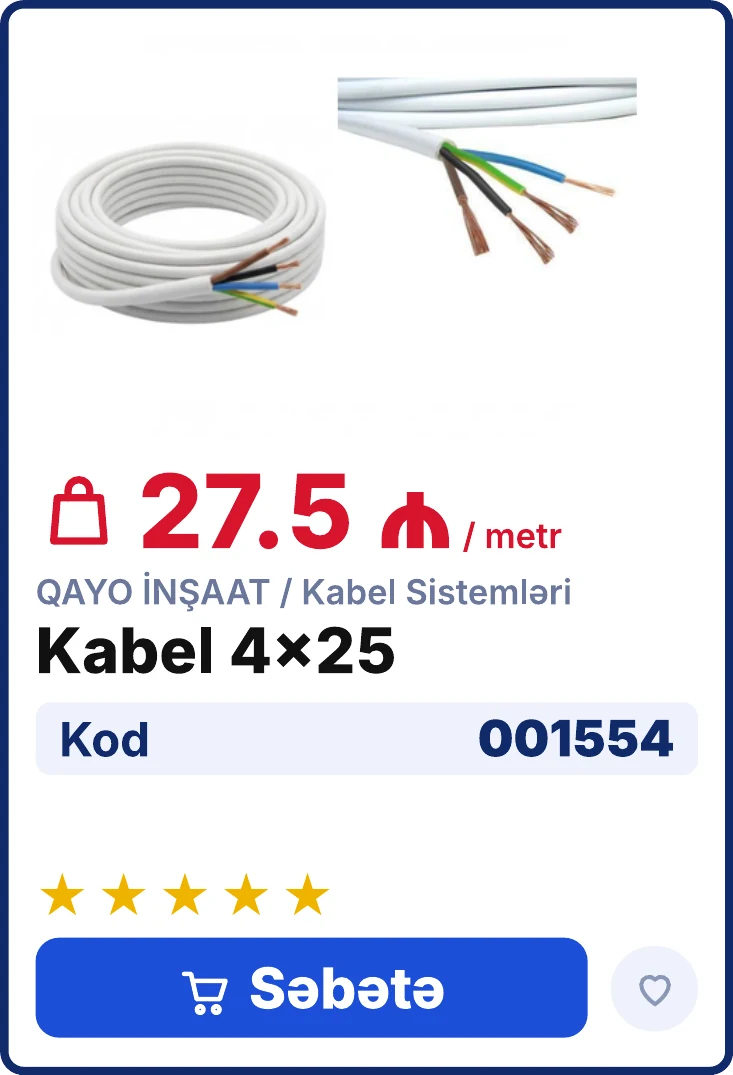 27.5 ₼ / metr
QAYO İNŞAAT / Kabel Sistemləri
Kabel 4×25
Kod 001554
Səbətə